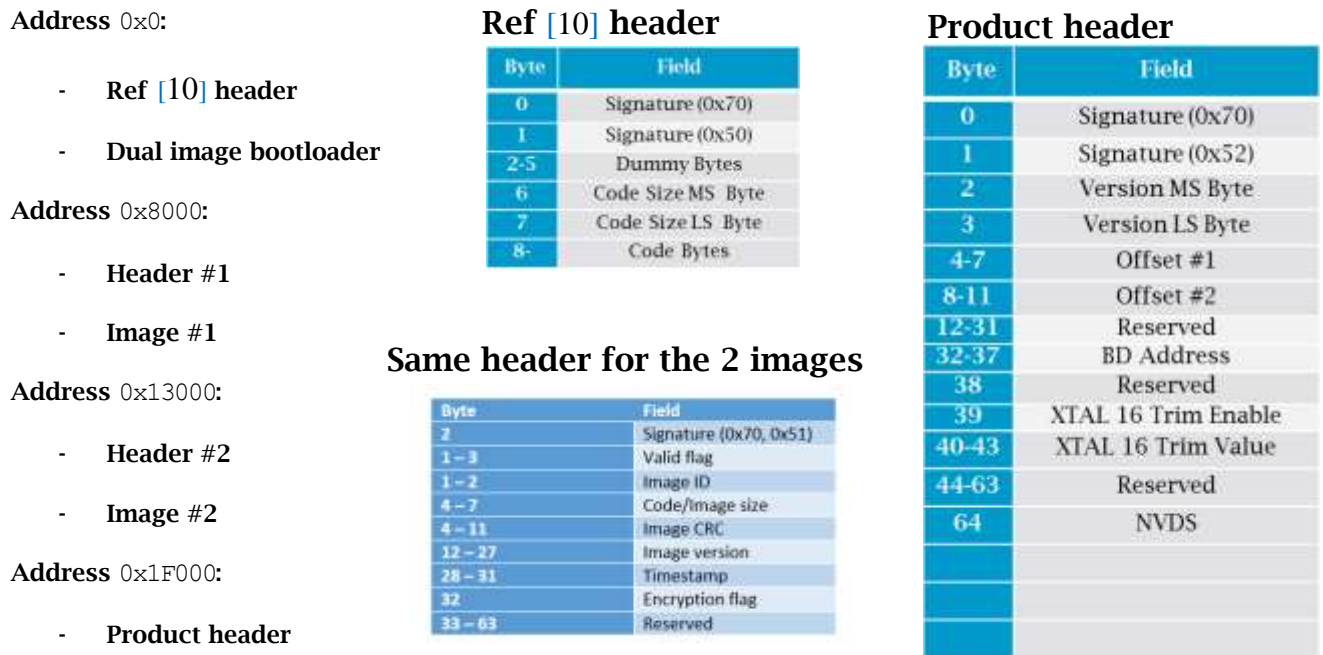 Address 0x0:
- Ref [10] header
- Dual image bootloader
Address 0x8000:
- Header #1
- Image #1
Address 0x13000:
- Header #2
- Image #2
Address 0x1F000:
- Product header
Ref [10] header
Byte Field
0 Signature (0x70)
1 Signature (0x50)
2-5 Dummy Bytes
6 Code Size MS Byte
7 Code Size LS Byte
8- Code Bytes
Same header for the 2 images
Byte Field
2 Signature (0x70, 0x51)
1 – 3 Valid flag
1 – 2 Image ID
4 – 7 Code/Image size
4 – 11 Image CRC
12 – 27 Image version
28 – 31 Timestamp
32 Encryption flag
33 – 63 Reserved
Product header
Byte Field
0 Signature (0x70)
1 Signature (0x52)
2 Version MS Byte
3 Version LS Byte
4-7 Offset #1
8-11 Offset #2
12-31 Reserved
32-37 BD Address
38 Reserved
39 XTAL 16 Trim Enable
40-43 XTAL 16 Trim Value
44-63 Reserved
64 NVDS